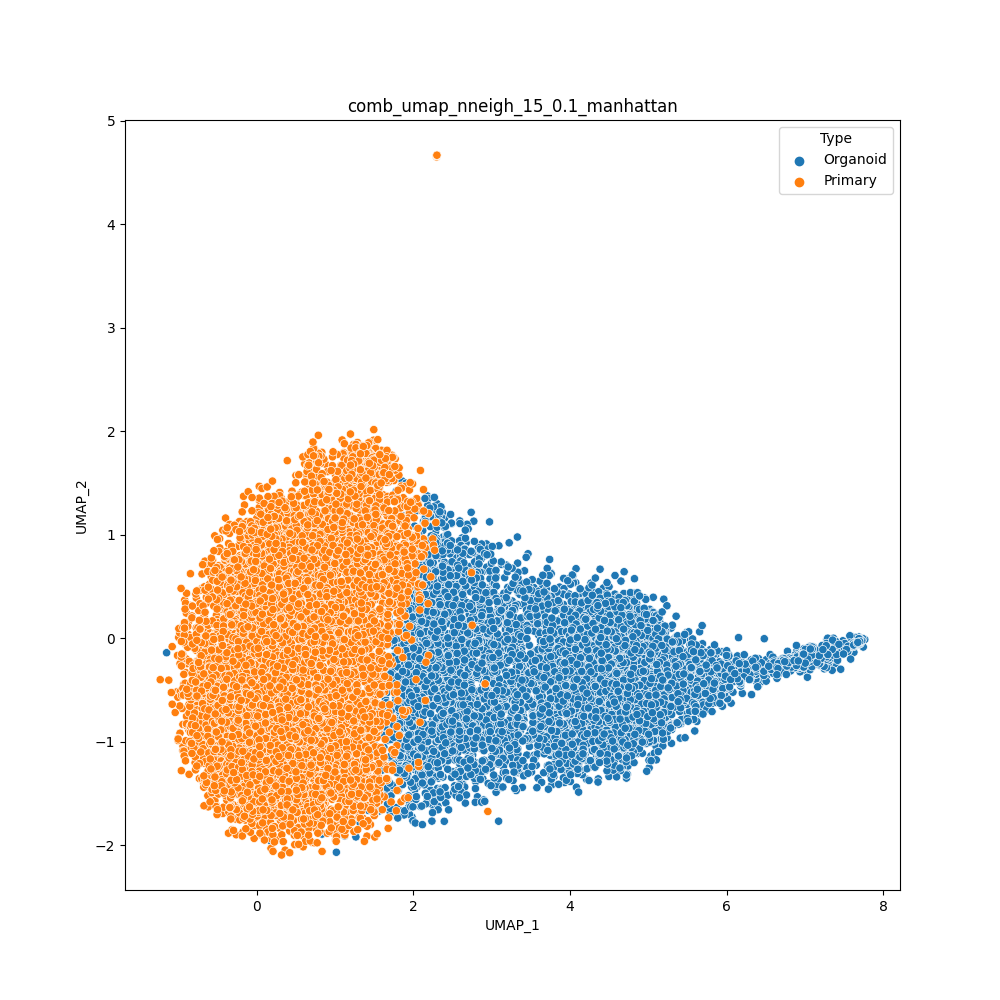 comb_umap_nneigh_15_0.1_manhattan
Type
Organoid
Primary
5
4
3
2
1
0
−1
−2
UMAP_2
0
2
4
6
8
UMAP_1